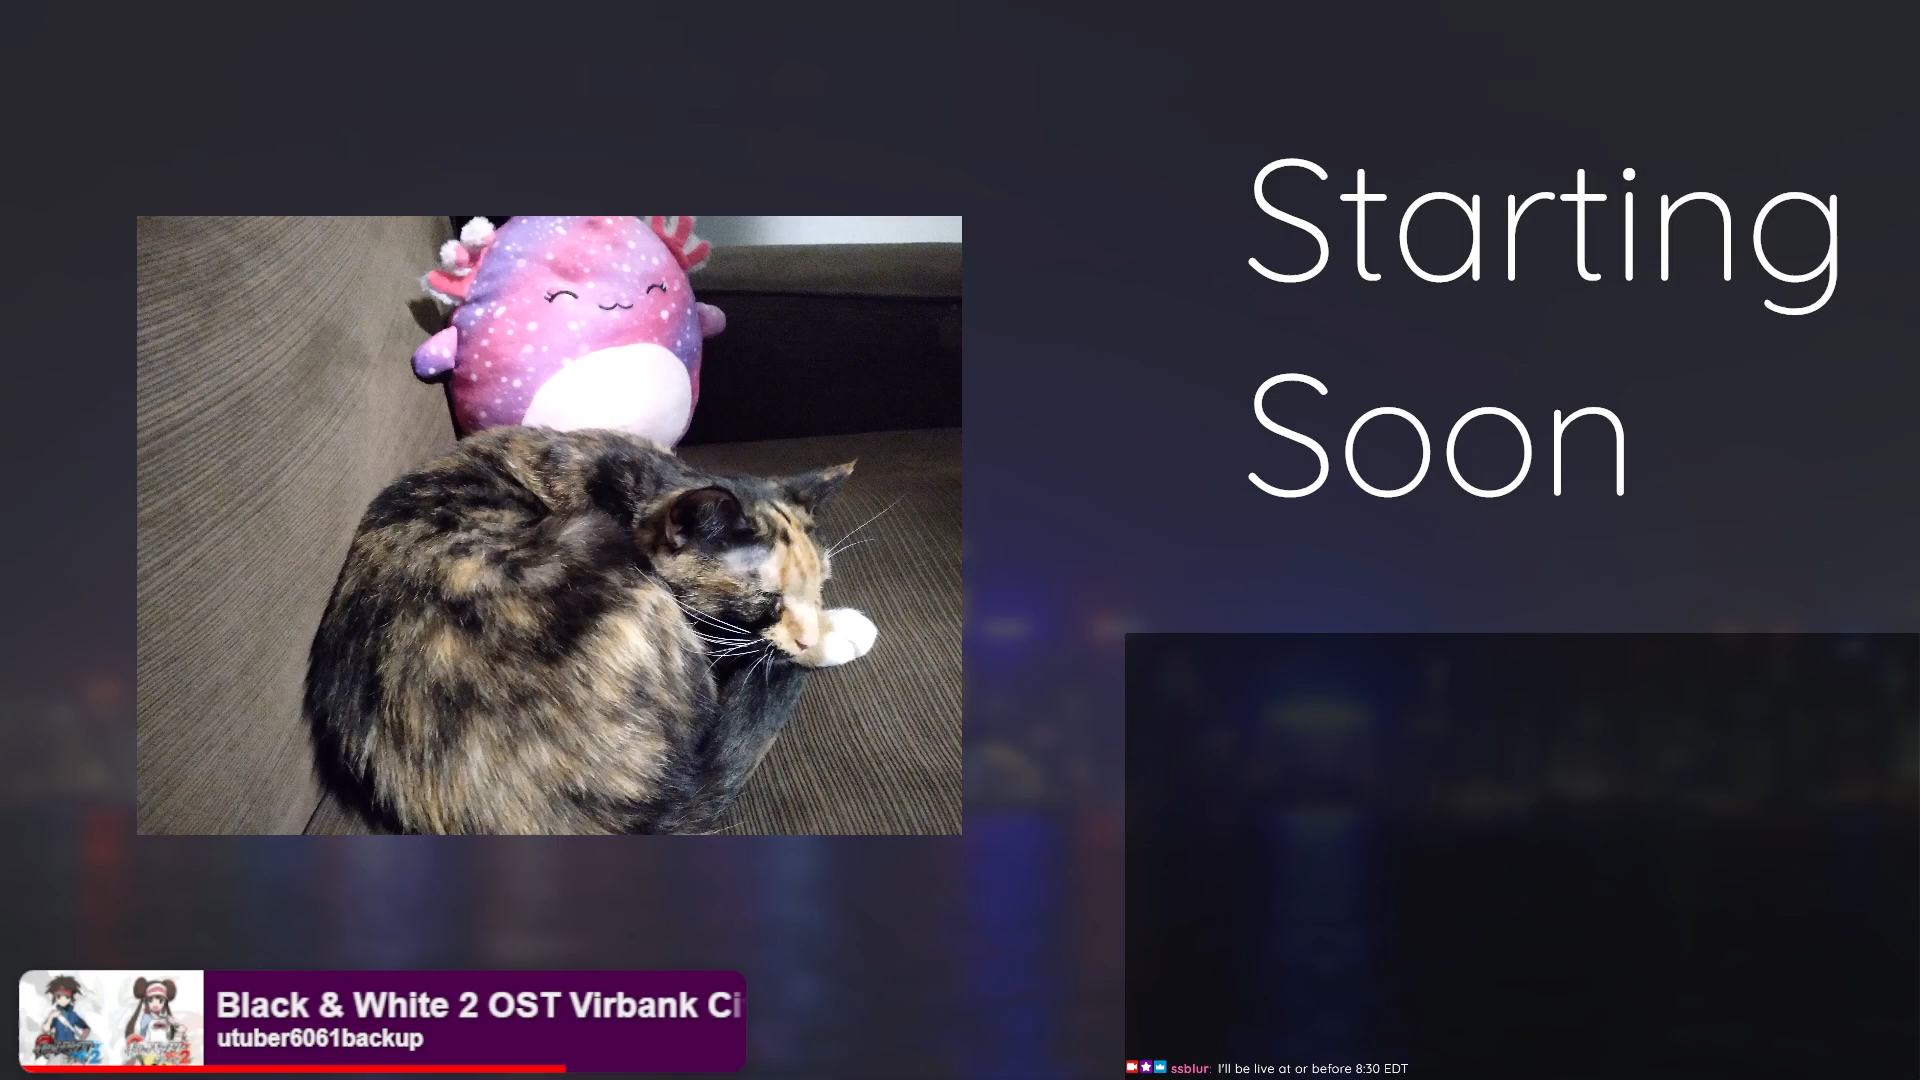 Starting
Soon
Black & White 2 OST Virbank Ci
utuber6061backup
ssblur: I'll be live at or before 8:30 EDT